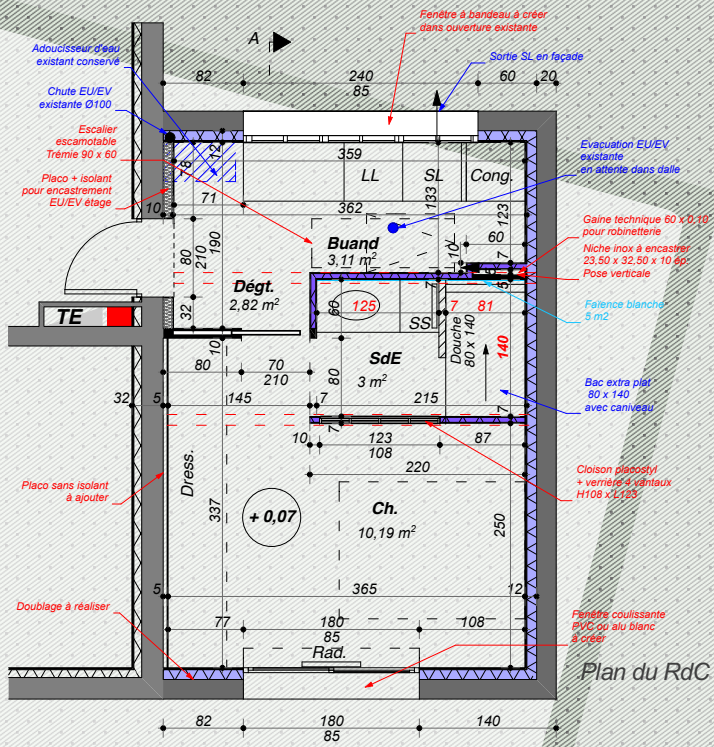 Fenêtre à bandeau à créer
dans ouverture existante
A
Adoucisseur d'eau
existant conservé
Sortie SL en façade
82
240
85
60
20
Chute EU/EV
existante Ø100
Escalier
escamotable
Trémie 90 x 60
Evacuation EU/EV
existante
en attente dans dalle
12
78
359
LL
SL
Cong.
Placo + isolant
pour encastrement
EU/EV étage
133
71
10
362
123
Gaine technique 60 x 0,10
pour robinetterie
60
Niche inox à encastrer
23,50 x 32,50 x 10 ép.
Pose verticale
80
210
190
Buand
3,11 m²
10
7
5
Dégt.
2,82 m²
7
5
Faïence blanche
5 m2
TE
32
60
125
7
81
SS
Douche
80 x 140
140
10
SdE
3 m²
80
80
70
210
Bac extra plat
80 x 140
avec caniveau
32
5
145
7
215
7
7
10
123
108
87
Dress.
220
Cloison placostyl
+ verrière 4 vantaux
H108 x L123
Placo sans isolant
à ajouter
337
+ 0,07
Ch.
10,19 m²
250
5
365
12
Doublage à réaliser
Fenêtre coulissante
PVC ou alu blanc
à créer
77
180
85
108
Rad.
Plan du RdC
82
180
85
140